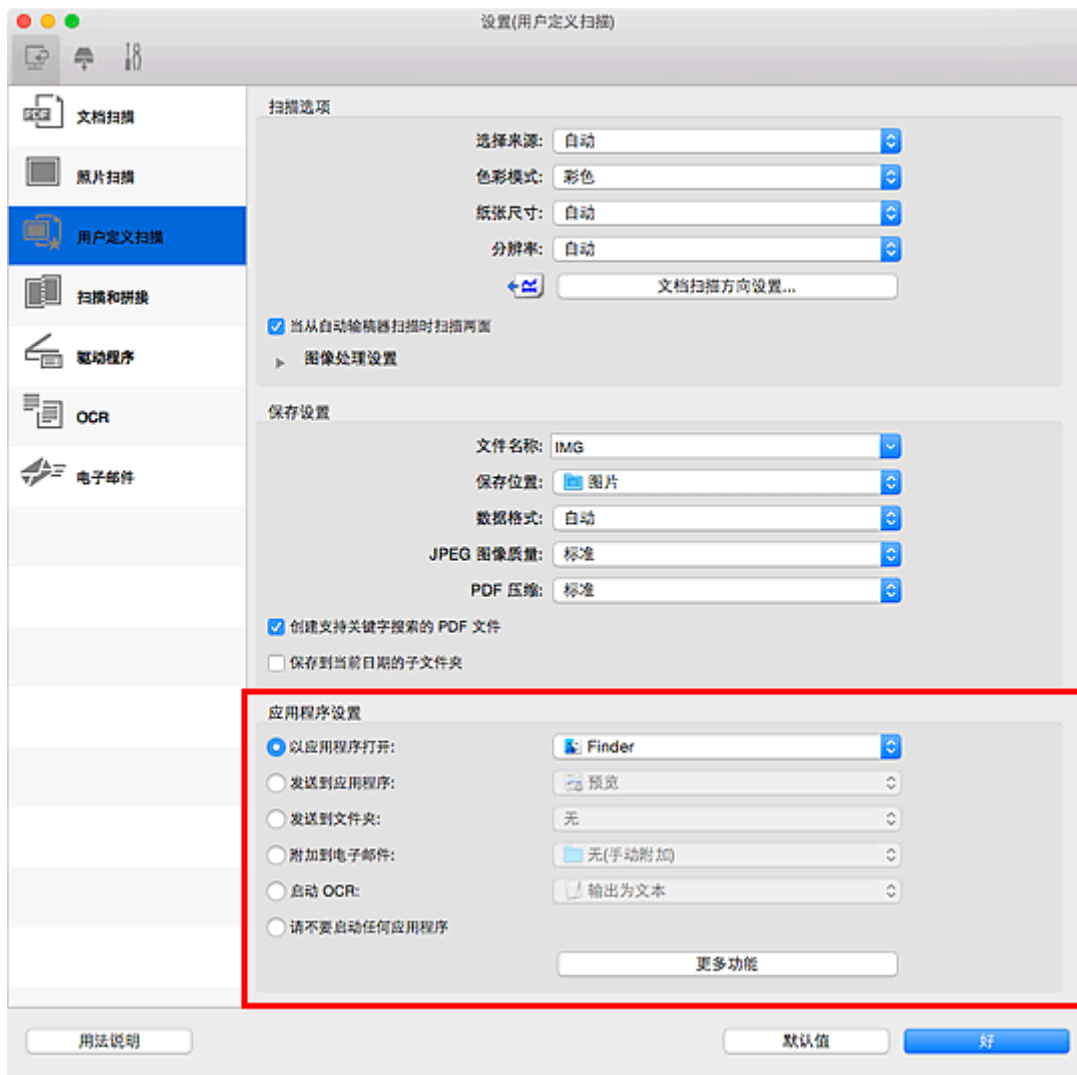 设置(用户定义扫描)
PDF 文档扫描
照片扫描
用户定义扫描
扫描和拼接
驱动程序
OCR
电子邮件
扫描选项
选择来源: 自动
色彩模式: 彩色
纸张尺寸: 自动
分辨率: 自动
文档扫描方向设置...
当从自动输稿器扫描时扫描两面
图像处理设置
保存设置
文件名称: IMG
保存位置: 图片
数据格式: 自动
JPEG 图像质量: 标准
PDF 压缩: 标准
创建支持关键字搜索的 PDF 文件
保存到当前日期的子文件夹
应用程序设置
以应用程序打开: Finder
发送到应用程序: 预览
发送到文件夹: 无
附加到电子邮件: 无(手动附加)
启动 OCR: 输出为文本
请不要启动任何应用程序
更多功能
用法说明 默认值 好